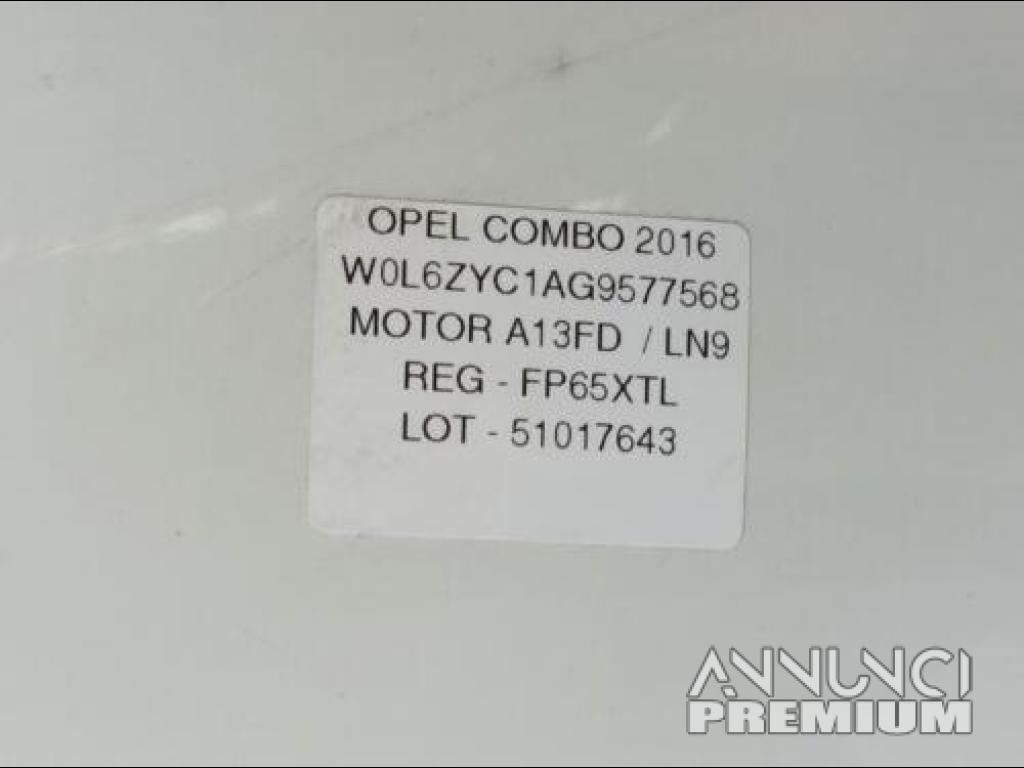 OPEL COMBO 2016
W0L6ZYC1AG9577568
MOTOR A13FD / LN9
REG - FP65XTL
LOT - 51017643
ANNUNCI
PREMIUM